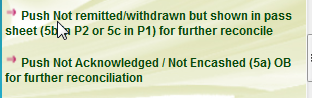 Push Not remitted/withdrawn but shown in pass
sheet (5b in P2 or 5c in P1) for further reconcile
Push Not Acknowledged / Not Encashed (5a) OB
for further reconciliation